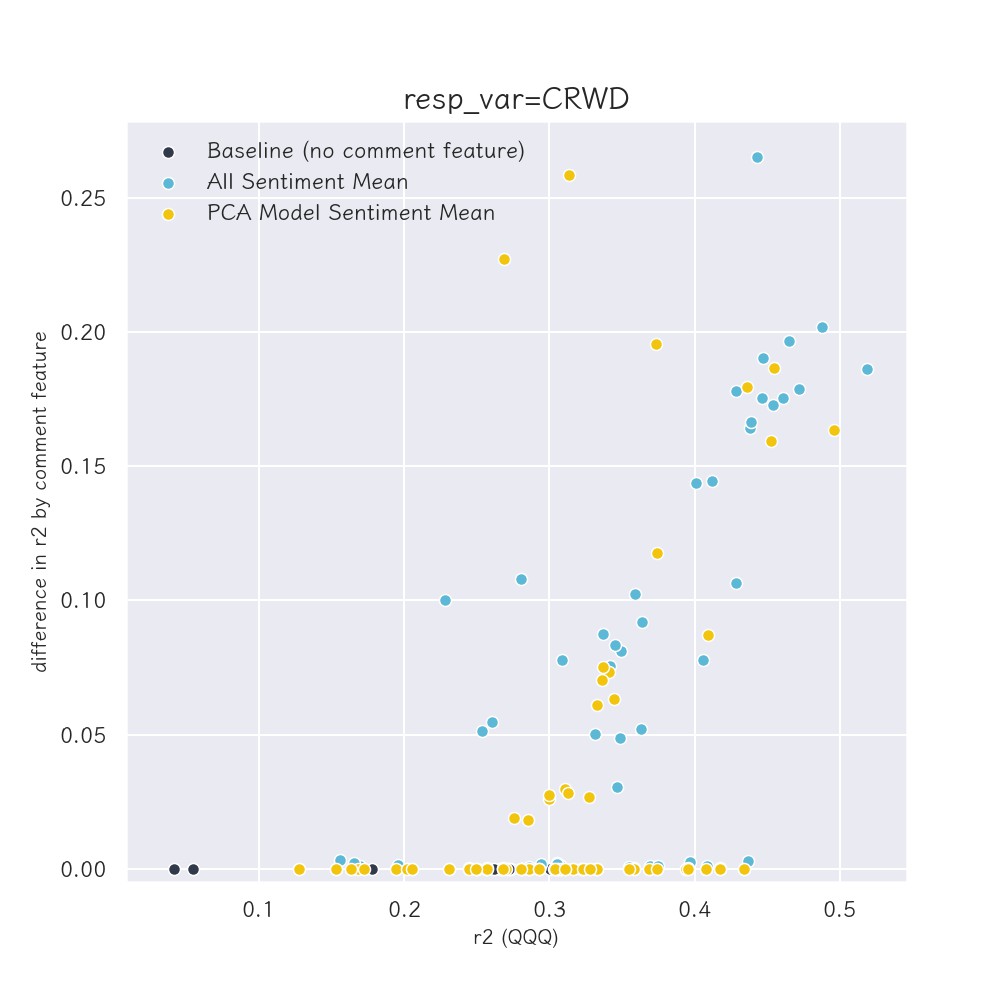 resp_var=CRWD
Baseline (no comment feature)
All Sentiment Mean
PCA Model Sentiment Mean
difference in r2 by comment feature
0.25
0.20
0.15
0.10
0.05
0.00
0.1 0.2 0.3 0.4 0.5
r2 (QQQ)